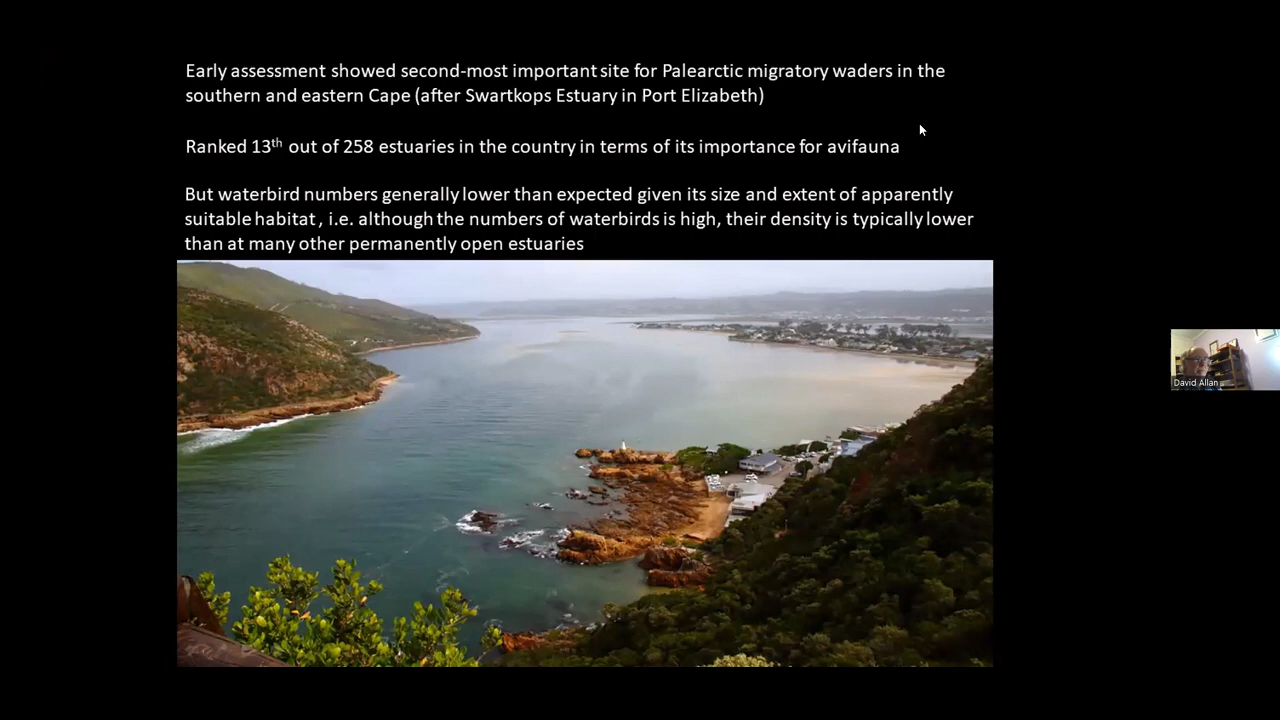 Early assessment showed second-most important site for Palearctic migratory waders in the
southern and eastern Cape (after Swartkops Estuary in Port Elizabeth)
Ranked 13th out of 258 estuaries in the country in terms of its importance for avifauna
But waterbird numbers generally lower than expected given its size and extent of apparently
suitable habitat, i.e. although the numbers of waterbirds is high, their density is typically lower
than at many other permanently open estuaries
David Allan